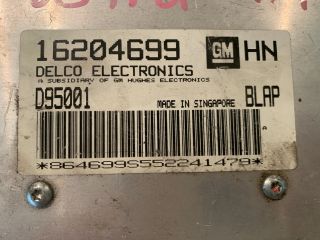 16204699 GM HN
DELCO ELECTRONICS
A SUBSIDIARY OF GM HUGHES ELECTRONICS
D95001 MADE IN SINGAPORE BLAP
A
*864699S552241479*